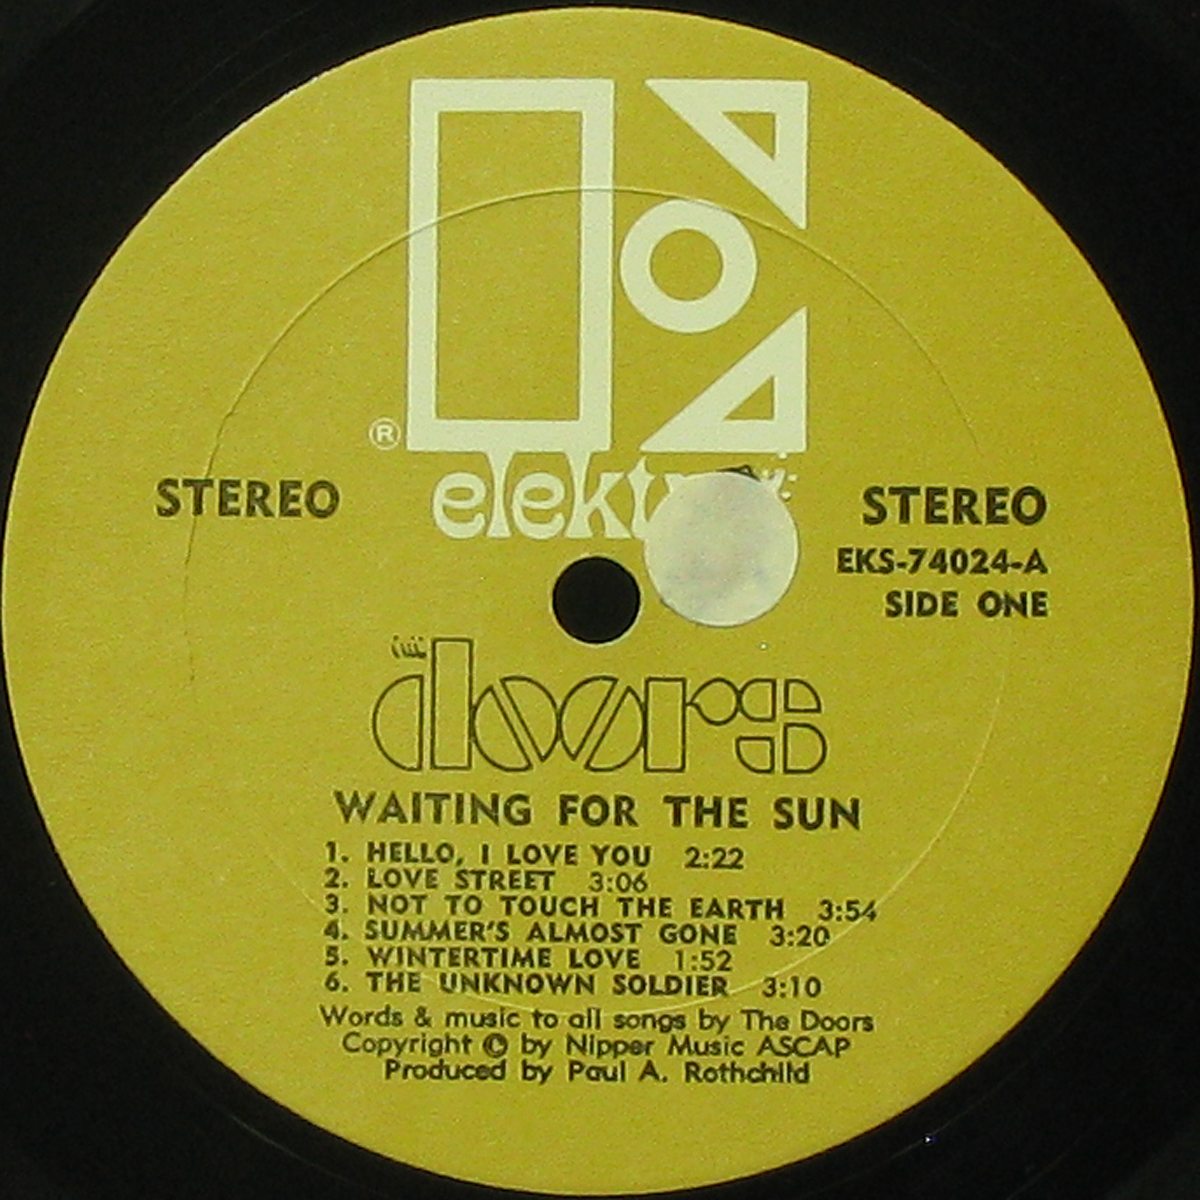 ®
elekt
STEREO
STEREO
EKS-74024-A
SIDE ONE
THE
doors
WAITING FOR THE SUN
1. HELLO, I LOVE YOU 2:22
2. LOVE STREET 3:06
3. NOT TO TOUCH THE EARTH 3:54
4. SUMMER'S ALMOST GONE 3:20
5. WINTERTIME LOVE 1:52
6. THE UNKNOWN SOLDIER 3:10
Words & music to all songs by The Doors
Copyright © by Nipper Music ASCAP
Produced by Paul A. Rothchild